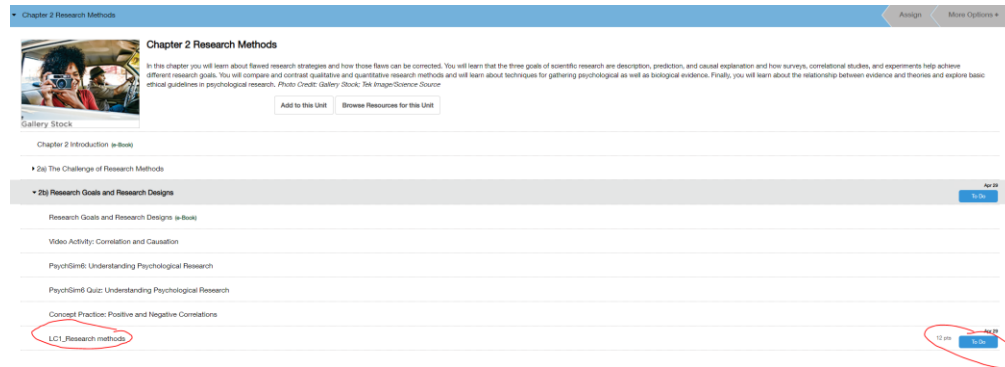 Chapter 2 Research Methods
Assign
More Options
Chapter 2 Research Methods
In this chapter you will learn about flawed research strategies and how those flaws can be corrected. You will learn that the three goals of scientific research are description, prediction, and causal explanation and how surveys, correlational studies, and experiments help achieve
different research goals. You will compare and contrast qualitative and quantitative research methods and will learn about techniques for gathering psychological as well as biological evidence. Finally, you will learn about the relationship between evidence and theories and explore basic
ethical guidelines in psychological research. Photo Credit: Gallery Stock; Tek Image/Science Source
Add to this Unit
Browse Resources for this Unit
Gallery Stock
Chapter 2 Introduction (e-Book)
2a) The Challenge of Research Methods
Apr 29
2b) Research Goals and Research Designs
To Do
Research Goals and Research Designs (e-Book)
Video Activity: Correlation and Causation
PsychSim6: Understanding Psychological Research
PsychSim6 Quiz: Understanding Psychological Research
Concept Practice: Positive and Negative Correlations
Apr 29
LC1_Research methods
12 pts
To Do